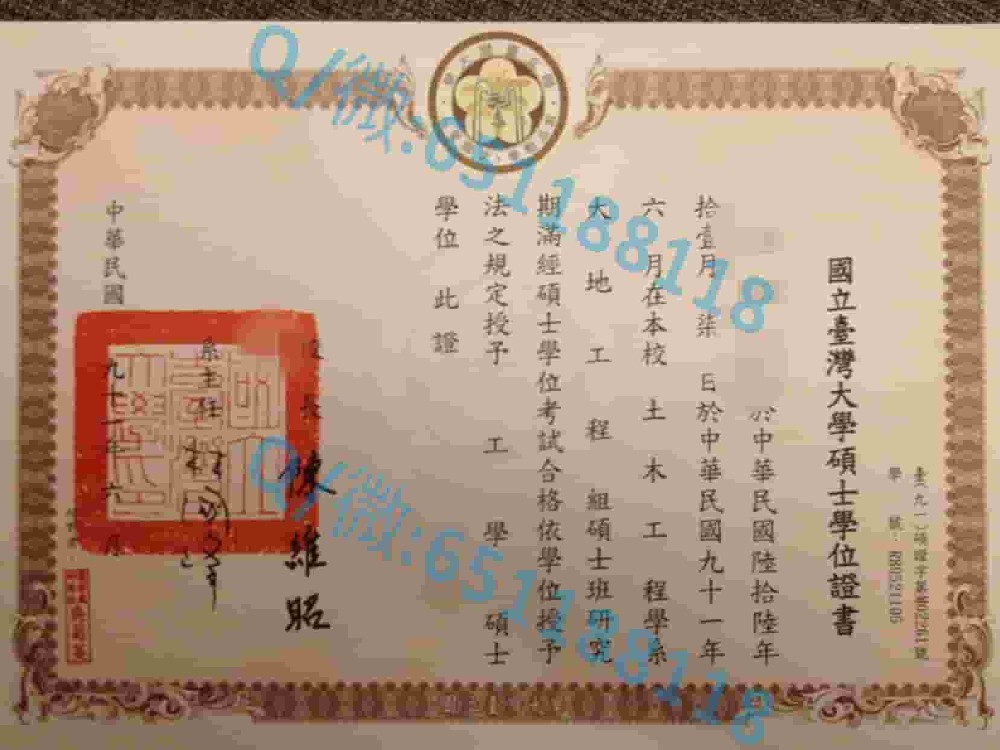 國立臺灣大學碩士學位證書
於中華民國陸拾陸年
拾壹月 柒 日於中華民國九十一年
六 月在本校 土 木 工 程學系
大 地 工 程 組碩士班研究
期滿經碩士學位考試合格依學位授予
法之規定授予 工 學 碩士
學位 此 證
校 長 陳維昭
系主任
中華民國 九十一年 六 月
Q/微:651188118
Q/微:651188118